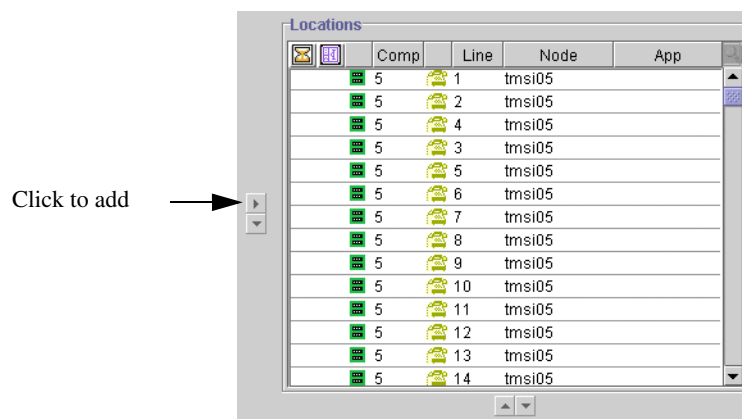 Locations
Comp Line Node App
5 1 tmsi05
5 2 tmsi05
5 4 tmsi05
5 3 tmsi05
5 5 tmsi05
5 6 tmsi05
Click to add
5 7 tmsi05
5 8 tmsi05
5 9 tmsi05
5 10 tmsi05
5 11 tmsi05
5 12 tmsi05
5 13 tmsi05
5 14 tmsi05